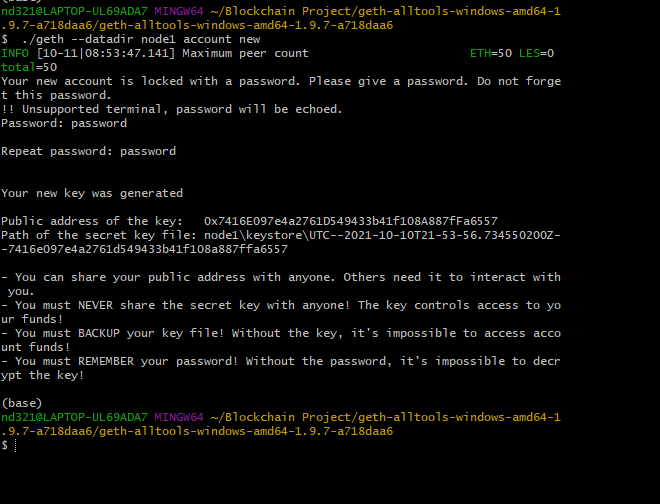 (base)
nd321@LAPTOP-UL69ADA7 MINGW64 ~/Blockchain Project/geth-alltools-windows-amd64-1
.9.7-a718daa6/geth-alltools-windows-amd64-1.9.7-a718daa6
$ ./geth --datadir node1 account new
INFO [10-11|08:53:47.141] Maximum peer count ETH=50 LES=0
total=50
Your new account is locked with a password. Please give a password. Do not forge
t this password.
!! Unsupported terminal, password will be echoed.
Password: password
Repeat password: password
Your new key was generated
Public address of the key: 0x7416E097e4a2761D549433b41f108A887fFa6557
Path of the secret key file: node1\keystore\UTC--2021-10-10T21-53-56.734550200Z-
-7416e097e4a2761d549433b41f108a887ffa6557
- You can share your public address with anyone. Others need it to interact with
you.
- You must NEVER share the secret key with anyone! The key controls access to yo
ur funds!
- You must BACKUP your key file! Without the key, it's impossible to access acco
unt funds!
- You must REMEMBER your password! Without the password, it's impossible to decr
ypt the key!
(base)
nd321@LAPTOP-UL69ADA7 MINGW64 ~/Blockchain Project/geth-alltools-windows-amd64-1
.9.7-a718daa6/geth-alltools-windows-amd64-1.9.7-a718daa6
$